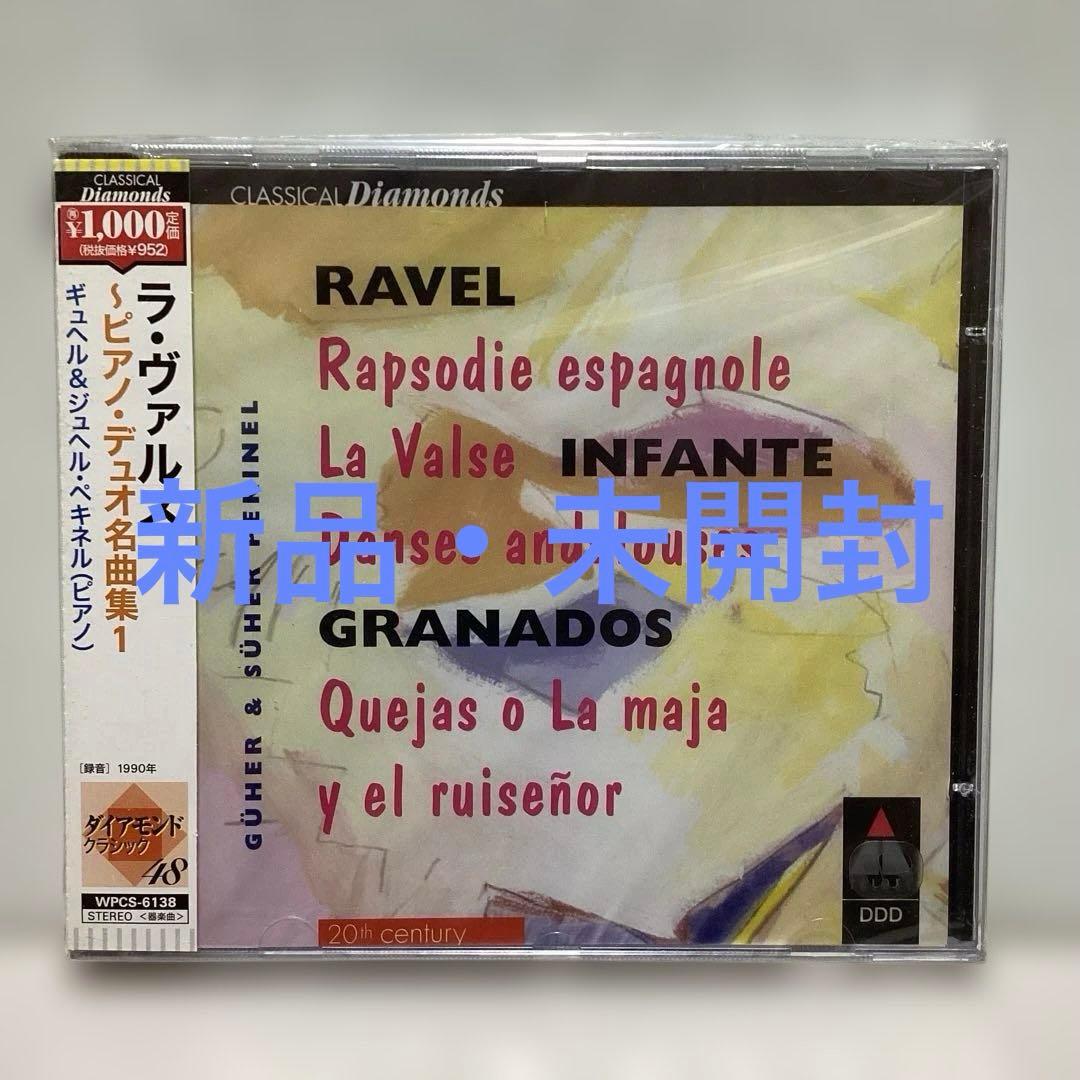 CLASSICAL
Diamonds
¥1,000 定価
(税抜価格¥952)
ラ・ヴァルス
~ピアノ・デュオ名曲集1
ギュヘル&ジュヘル・ペキネル(ピアノ)
[録音] 1990年
ダイアモンド
クラシック
48
WPCS-6138
STEREO <器楽曲>
CLASSICAL Diamonds
RAVEL
Rapsodie espagnole
La Valse INFANTE
Danses andalouses
GRANADOS
Quejas o La maja
y el ruiseñor
GÜHER & SÜHER PEKINEL
20th century
DDD
新品・未開封